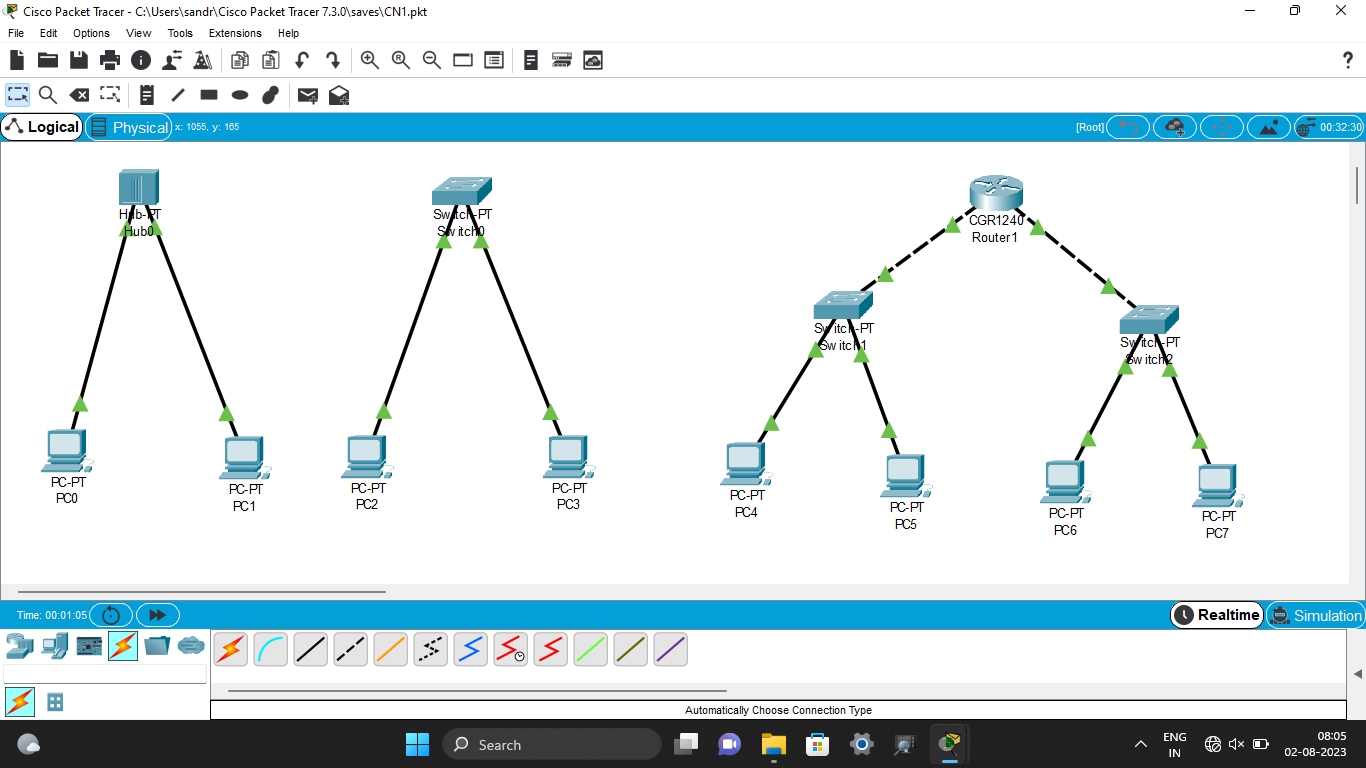 Cisco Packet Tracer - C:\Users\sandr\Cisco Packet Tracer 7.3.0\saves\CN1.pkt
File Edit Options View Tools Extensions Help
?
Logical Physical x: 1055, y: 165 [Root] 00:32:30
Hub-PT
Hub0
Switch-PT
Switch0
CGR1240
Router1
Switch-PT
Switch1
Switch-PT
Switch2
PC-PT
PC0
PC-PT
PC1
PC-PT
PC2
PC-PT
PC3
PC-PT
PC4
PC-PT
PC5
PC-PT
PC6
PC-PT
PC7
Time: 00:01:05 Realtime Simulation
Automatically Choose Connection Type
Search
ENG
IN
08:05
02-08-2023